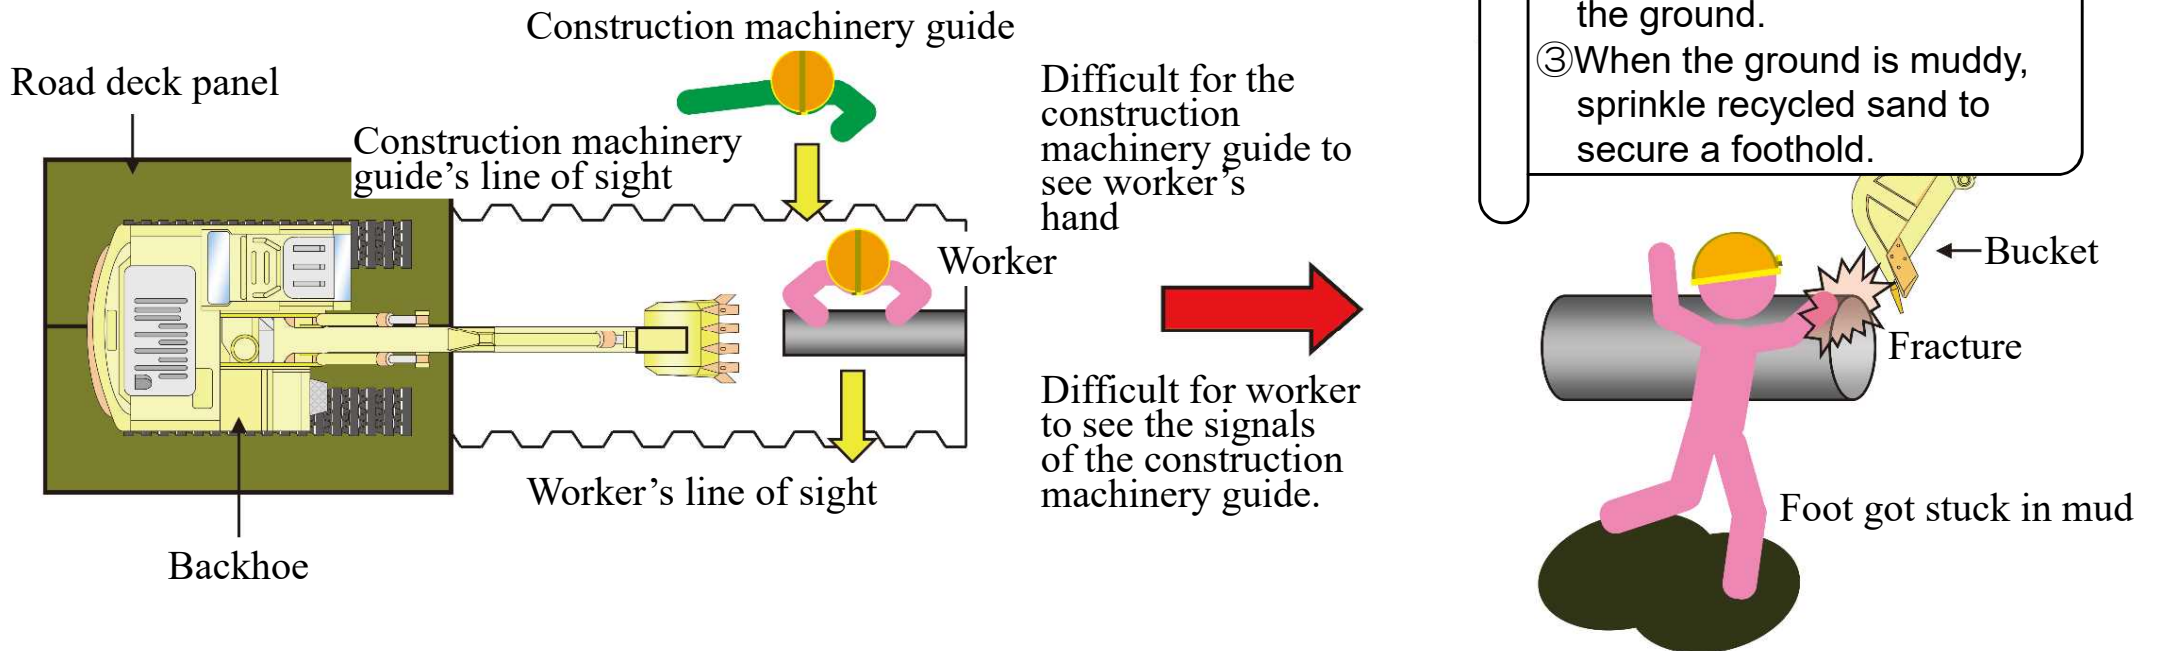 Construction machinery guide
Road deck panel
Construction machinery
guide’s line of sight
Difficult for the
construction
machinery guide to
see worker’s
hand
Worker
Difficult for worker
to see the signals
of the construction
machinery guide.
Worker’s line of sight
Backhoe
the ground.
③When the ground is muddy,
sprinkle recycled sand to
secure a foothold.
Bucket
Fracture
Foot got stuck in mud